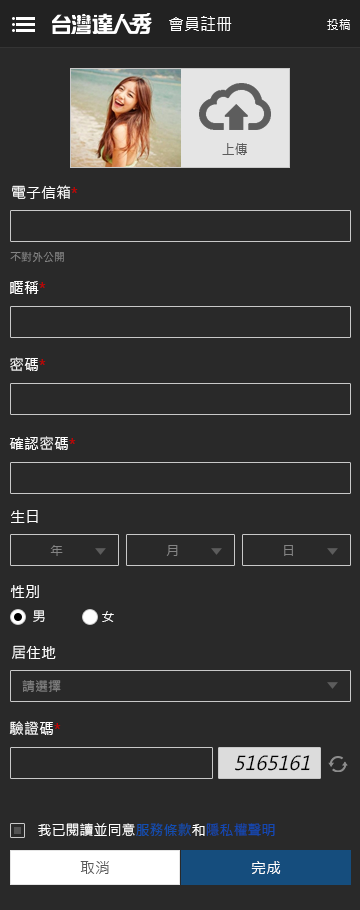 台灣達人秀 會員註冊 投稿
上傳
電子信箱*
不對外公開
暱稱*
密碼*
確認密碼*
生日
年 月 日
性別
男 女
居住地
請選擇
驗證碼*
5165161
我已閱讀並同意服務條款和隱私權聲明
取消 完成